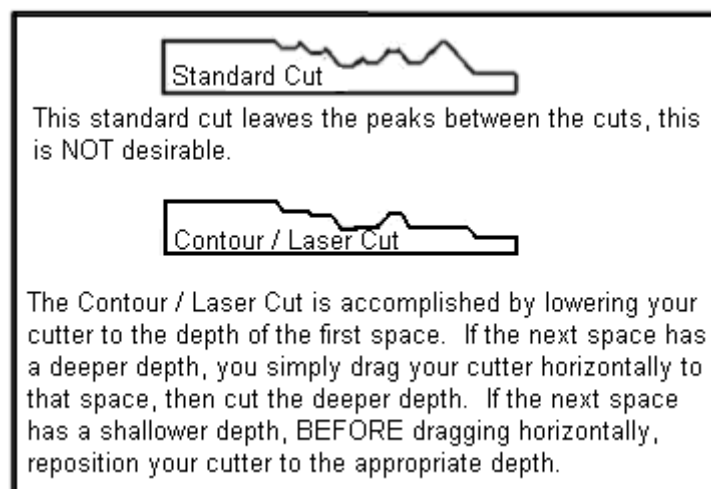 Standard Cut
This standard cut leaves the peaks between the cuts, this
is NOT desirable.
Contour / Laser Cut
The Contour / Laser Cut is accomplished by lowering your
cutter to the depth of the first space.  If the next space has
a deeper depth, you simply drag your cutter horizontally to
that space, then cut the deeper depth.  If the next space
has a shallower depth, BEFORE dragging horizontally,
reposition your cutter to the appropriate depth.